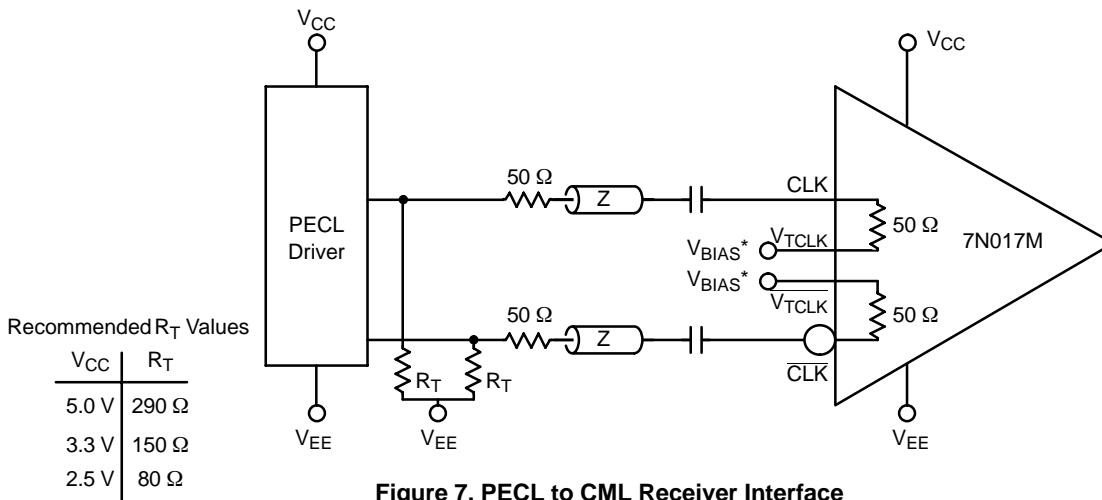 VCC
VCC
PECL
Driver
50 Ω
Z
CLK
50 Ω
VBIAS*
VTCLK
7N017M
VBIAS*
VTCLK
50 Ω
50 Ω
Z
CLK
RT
RT
VEE
VEE
VEE
Recommended RT Values
VCC RT
5.0 V 290 Ω
3.3 V 150 Ω
2.5 V 80 Ω
Figure 7. PECL to CML Receiver Interface